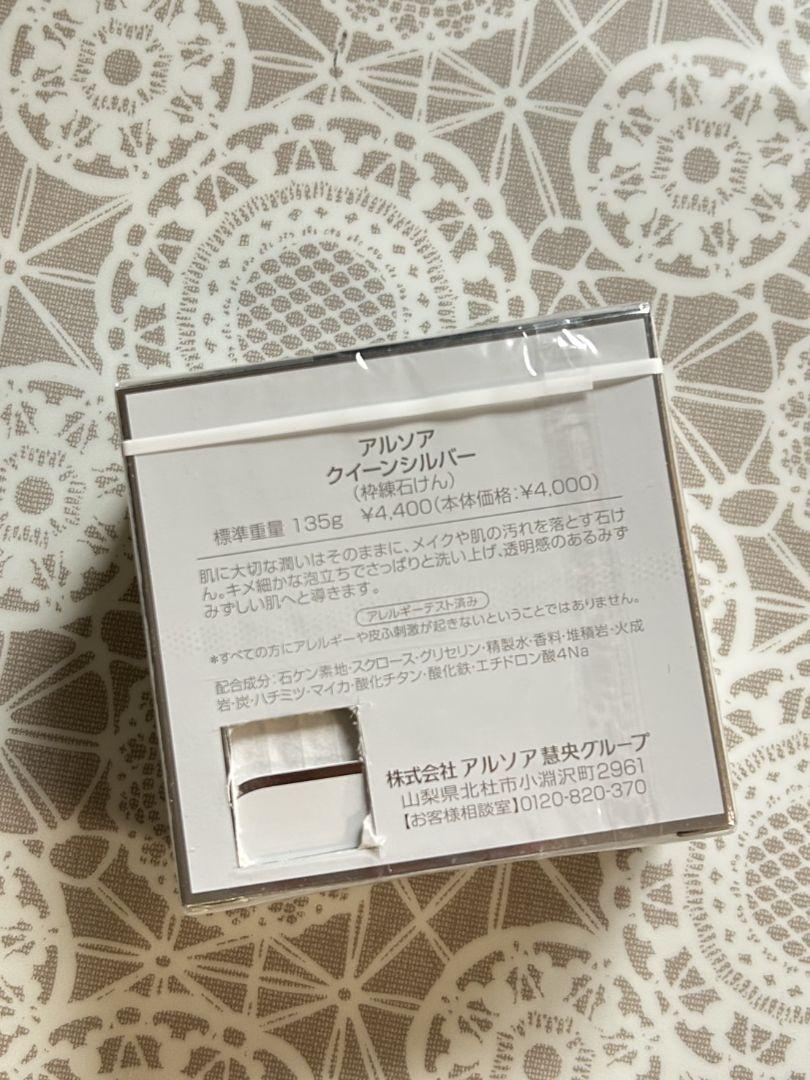 アルソア
クイーンシルバー
（枠練石けん）
標準重量 135g ¥4,400（本体価格：¥4,000）
肌に大切な潤いはそのままに、メイクや肌の汚れを落とす石け
ん。キメ細かな泡立ちでさっぱりと洗い上げ、透明感のあるみず
みずしい肌へと導きます。
アレルギーテスト済み
*すべての方にアレルギーや皮ふ刺激が起きないということではありません。
配合成分：石ケン素地・スクロース・グリセリン・精製水・香料・堆積岩・火成
岩・炭・ハチミツ・マイカ・酸化チタン・酸化鉄・エチドロン酸4Na
株式会社 アルソア慧央グループ
山梨県北杜市小淵沢町2961
【お客様相談室】0120-820-370